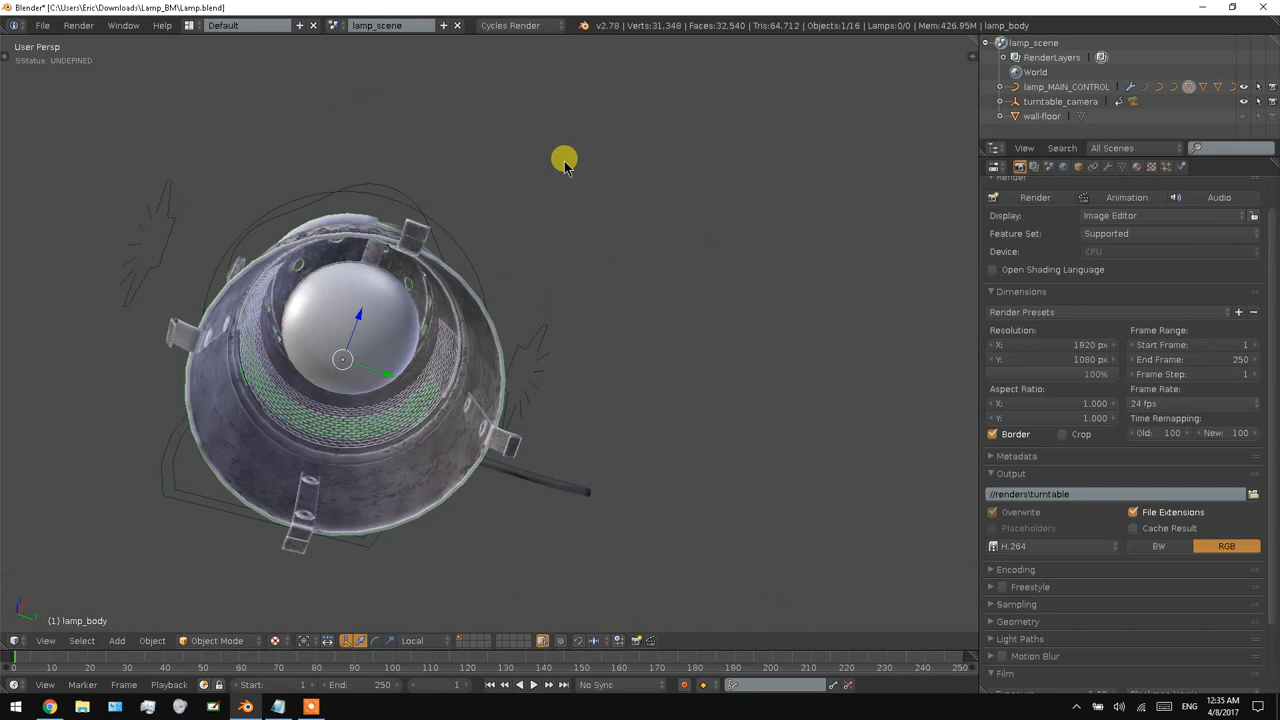 Blender* [C:\Users\Eric\Downloads\Lamp_BM\Lamp.blend]
File Render Window Help Default lamp_scene Cycles Render v2.78 | Verts:31,348 | Faces:32,540 | Tris:64,712 | Objects:1/16 | Lamps:0/0 | Mem:426.95M | lamp_body
User Persp
SStatus: UNDEFINED
lamp_scene
RenderLayers
World
lamp_MAIN_CONTROL
turntable_camera
wall-floor
View Search All Scenes
Render
Render Animation Audio
Display: Image Editor
Feature Set: Supported
Device: CPU
Open Shading Language
Dimensions
Render Presets
Resolution: Frame Range:
X: 1920 px Start Frame: 1
Y: 1080 px End Frame: 250
100% Frame Step: 1
Aspect Ratio: Frame Rate:
X: 1.000 24 fps
Y: 1.000 Time Remapping:
Border Crop Old: 100 New: 100
Metadata
Output
//renders\turntable
Overwrite File Extensions
Placeholders Cache Result
H.264 BW RGB
Encoding
Freestyle
Sampling
Geometry
Light Paths
Motion Blur
Film
z
y
(1) lamp_body
View Select Add Object Object Mode Local
0 10 20 30 40 50 60 70 80 90 100 110 120 130 140 150 160 170 180 190 200 210 220 230 240 250
View Marker Frame Playback Start: 1 End: 250 1 No Sync
ENG 12:35 AM
4/8/2017